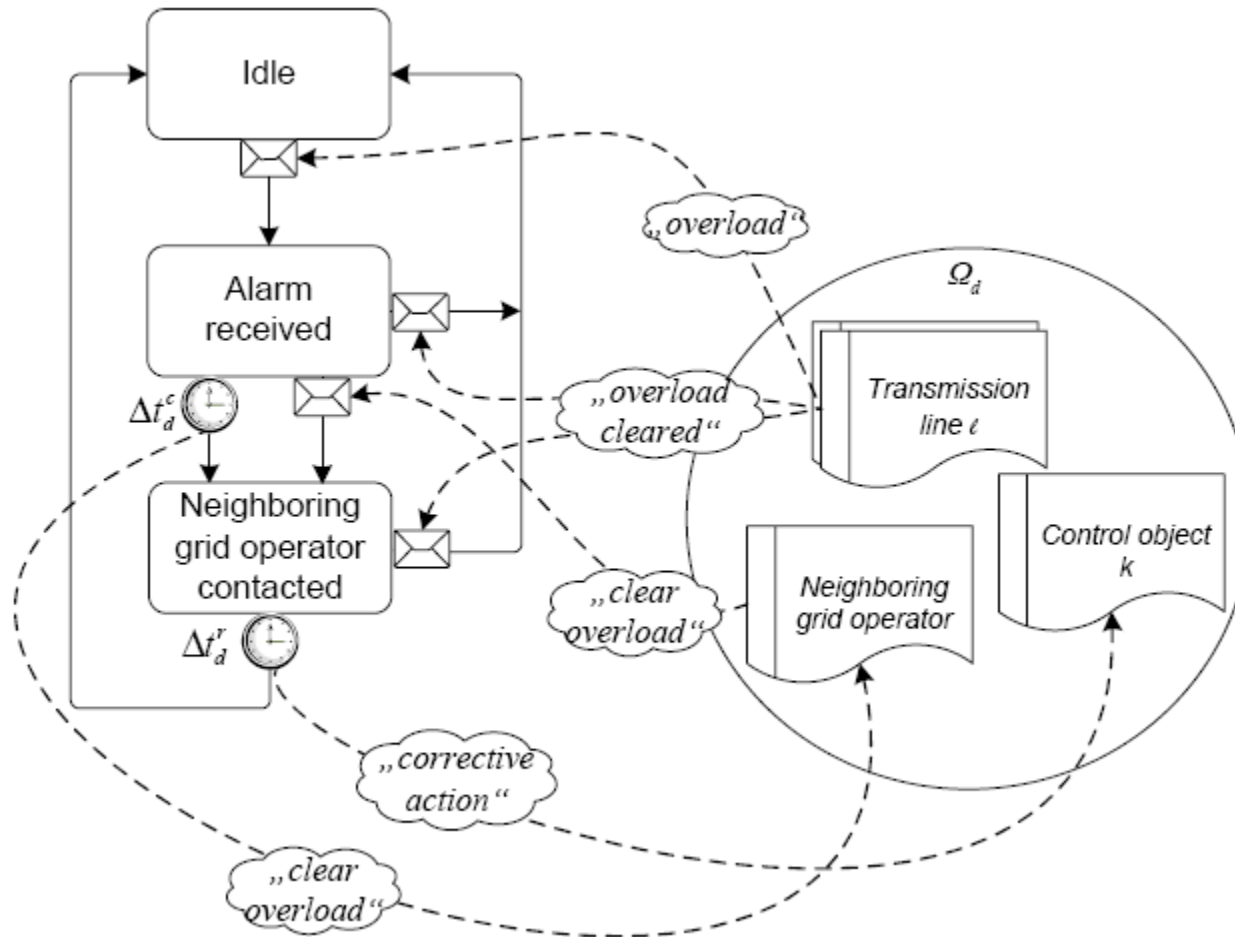 Idle
„overload“
Ω_d
Alarm
received
Transmission
line ℓ
„overload
cleared“
Δt_d^c
Neighboring
grid operator
contacted
Control object
k
Neighboring
grid operator
„clear
overload“
Δt_d^r
„corrective
action“
„clear
overload“